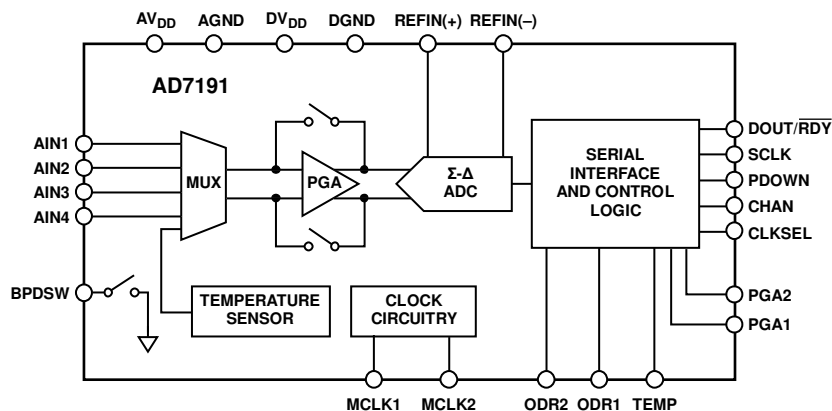 AVDD AGND DVDD DGND REFIN(+) REFIN(–)
AD7191
AIN1
AIN2
AIN3
AIN4
BPDSW
MUX
PGA
Σ-Δ
ADC
SERIAL
INTERFACE
AND CONTROL
LOGIC
DOUT/RDY
SCLK
PDOWN
CHAN
CLKSEL
PGA2
PGA1
TEMPERATURE
SENSOR
CLOCK
CIRCUITRY
MCLK1 MCLK2 ODR2 ODR1 TEMP